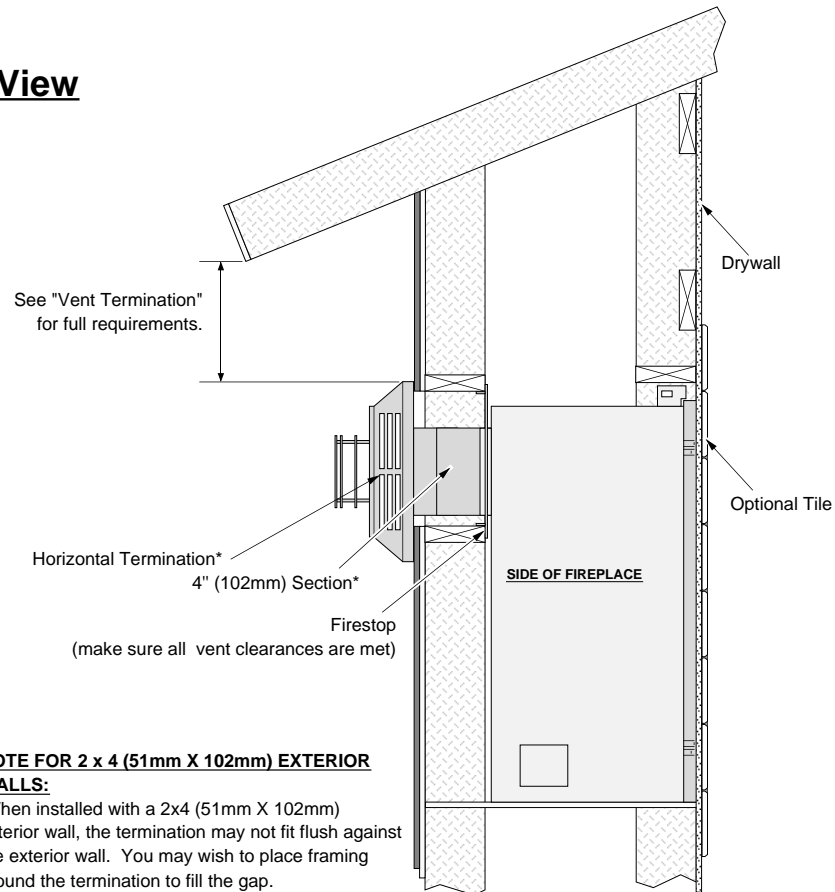 View
Drywall
See "Vent Termination"
for full requirements.
Optional Tile
Horizontal Termination*
4" (102mm) Section*
SIDE OF FIREPLACE
Firestop
(make sure all vent clearances are met)
OTE FOR 2 x 4 (51mm X 102mm) EXTERIOR
ALLS:
hen installed with a 2x4 (51mm X 102mm)
terior wall, the termination may not fit flush against
e exterior wall. You may wish to place framing
ound the termination to fill the gap.